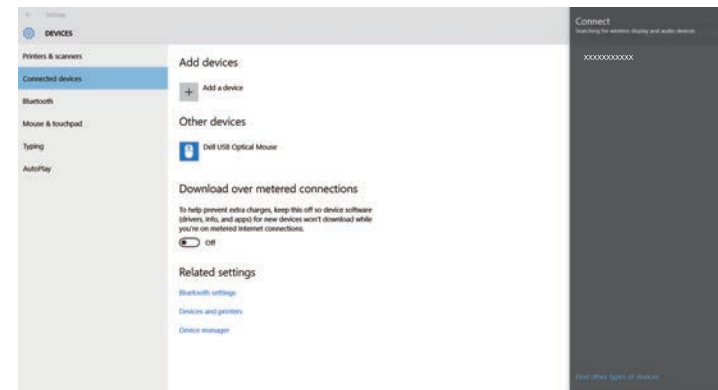 Settings
DEVICES
Printers & scanners
Connected devices
Bluetooth
Mouse & touchpad
Typing
AutoPlay
Add devices
Add a device
Other devices
Dell USB Optical Mouse
Download over metered connections
To help prevent extra charges, keep this off so device software
(drivers, info, and apps) for new devices won't download while
you're on metered Internet connections.
Off
Related settings
Bluetooth settings
Devices and printers
Device manager
Connect
Searching for wireless display and audio devices
xxxxxxxxxxx
Find other types of devices